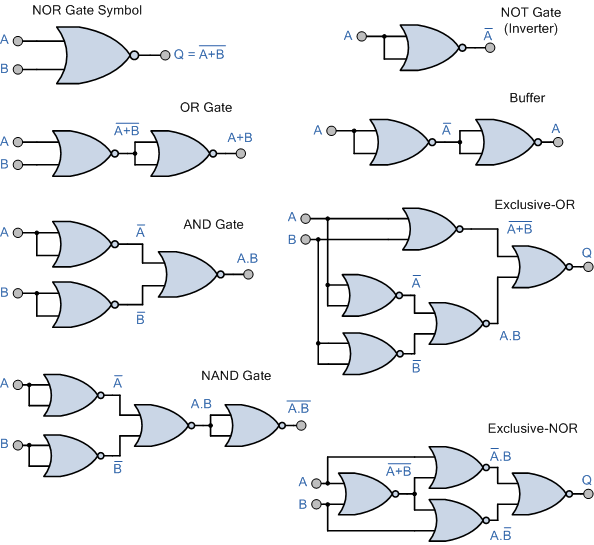 NOR Gate Symbol
A
B
Q = A̅+̅B̅
NOT Gate
(Inverter)
A
A̅
OR Gate
A
B
A̅+̅B̅
A+B
Buffer
A
A̅
A
AND Gate
A
B
A̅
B̅
A.B
Exclusive-OR
A
B
A̅+̅B̅
A̅
B̅
A.B
Q
NAND Gate
A
B
A̅
B̅
A.B
A̅.̅B̅
Exclusive-NOR
A
B
A̅+̅B̅
A̅.B
A.B̅
Q